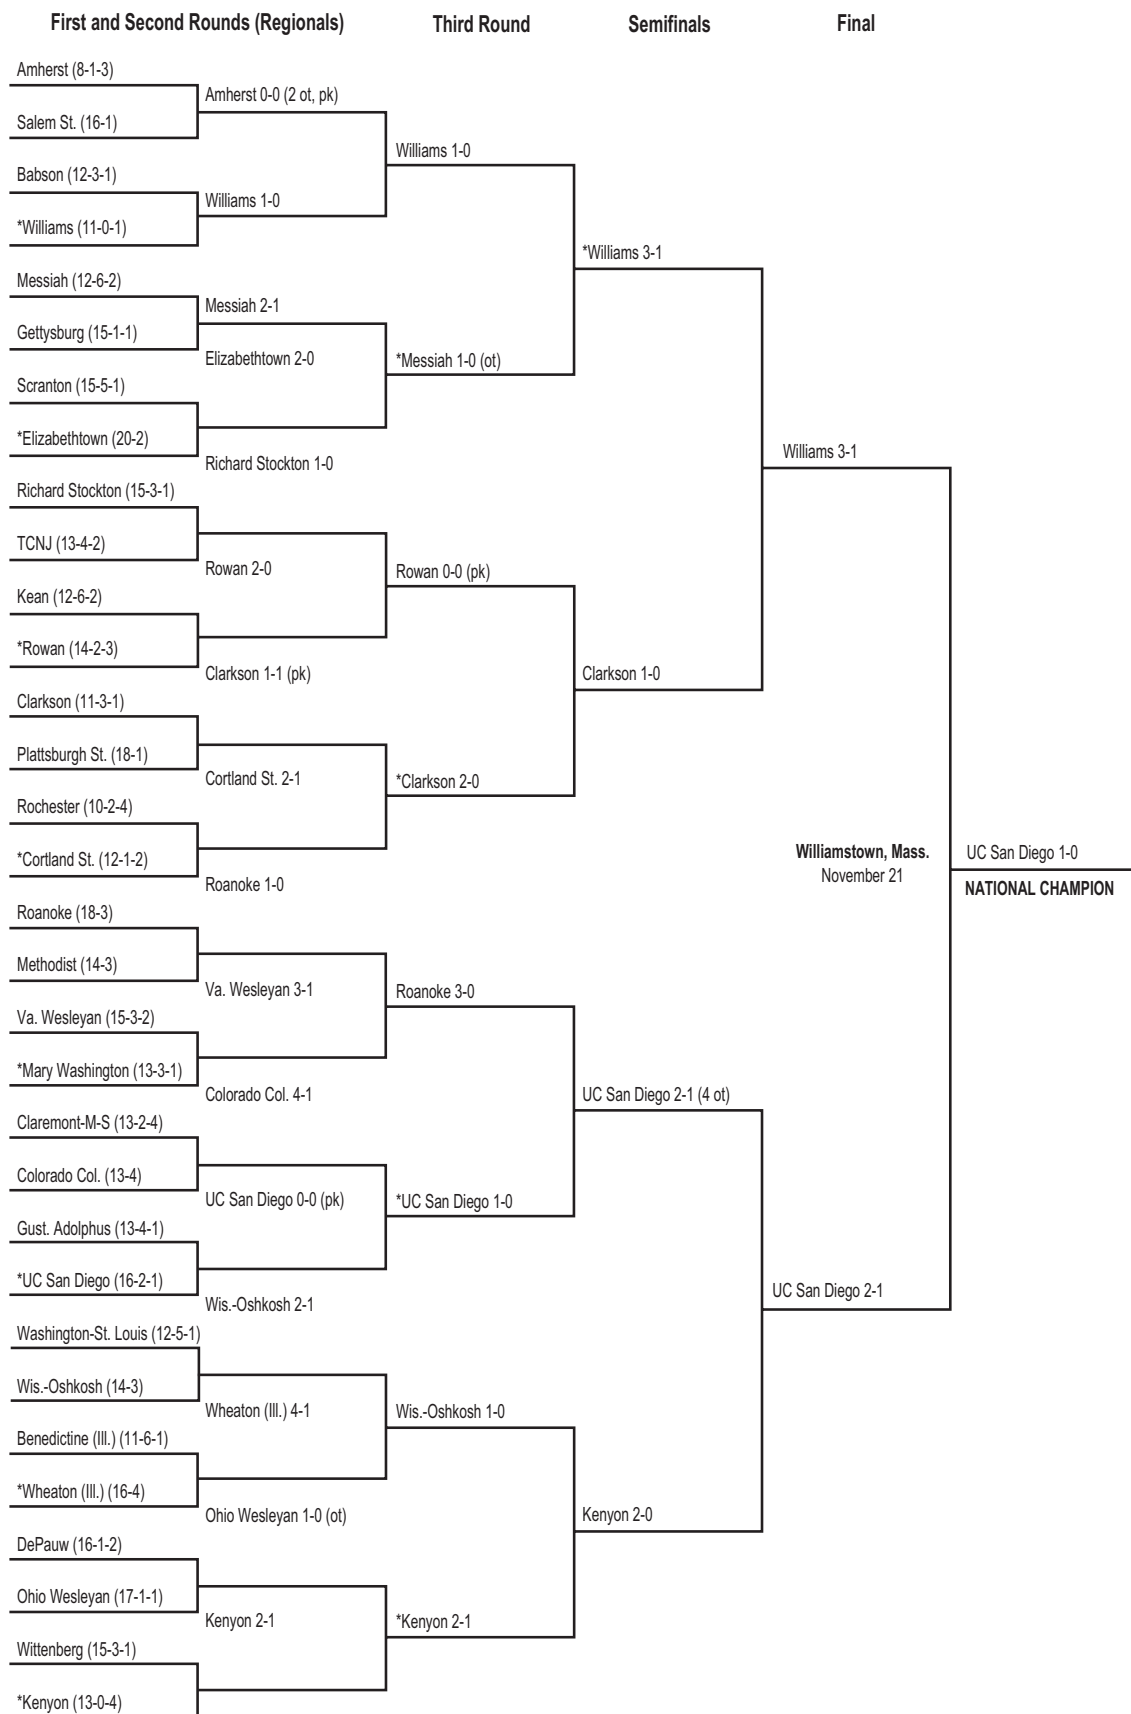 First and Second Rounds (Regionals)
Third Round
Semifinals
Final
Amherst (8-1-3)
Salem St. (16-1)
Babson (12-3-1)
*Williams (11-0-1)
Messiah (12-6-2)
Gettysburg (15-1-1)
Scranton (15-5-1)
*Elizabethtown (20-2)
Richard Stockton (15-3-1)
TCNJ (13-4-2)
Kean (12-6-2)
*Rowan (14-2-3)
Clarkson (11-3-1)
Plattsburgh St. (18-1)
Rochester (10-2-4)
*Cortland St. (12-1-2)
Roanoke (18-3)
Methodist (14-3)
Va. Wesleyan (15-3-2)
*Mary Washington (13-3-1)
Claremont-M-S (13-2-4)
Colorado Col. (13-4)
Gust. Adolphus (13-4-1)
*UC San Diego (16-2-1)
Washington-St. Louis (12-5-1)
Wis.-Oshkosh (14-3)
Benedictine (Ill.) (11-6-1)
*Wheaton (Ill.) (16-4)
DePauw (16-1-2)
Ohio Wesleyan (17-1-1)
Wittenberg (15-3-1)
*Kenyon (13-0-4)
Amherst 0-0 (2 ot, pk)
Williams 1-0
Messiah 2-1
Elizabethtown 2-0
Richard Stockton 1-0
Rowan 2-0
Clarkson 1-1 (pk)
Cortland St. 2-1
Roanoke 1-0
Va. Wesleyan 3-1
Colorado Col. 4-1
UC San Diego 0-0 (pk)
Wis.-Oshkosh 2-1
Wheaton (Ill.) 4-1
Ohio Wesleyan 1-0 (ot)
Kenyon 2-1
Williams 1-0
*Messiah 1-0 (ot)
Rowan 0-0 (pk)
*Clarkson 2-0
Roanoke 3-0
*UC San Diego 1-0
Wis.-Oshkosh 1-0
*Kenyon 2-1
*Williams 3-1
Clarkson 1-0
UC San Diego 2-1 (4 ot)
Kenyon 2-0
Williams 3-1
UC San Diego 2-1
Williamstown, Mass.
November 21
UC San Diego 1-0
NATIONAL CHAMPION